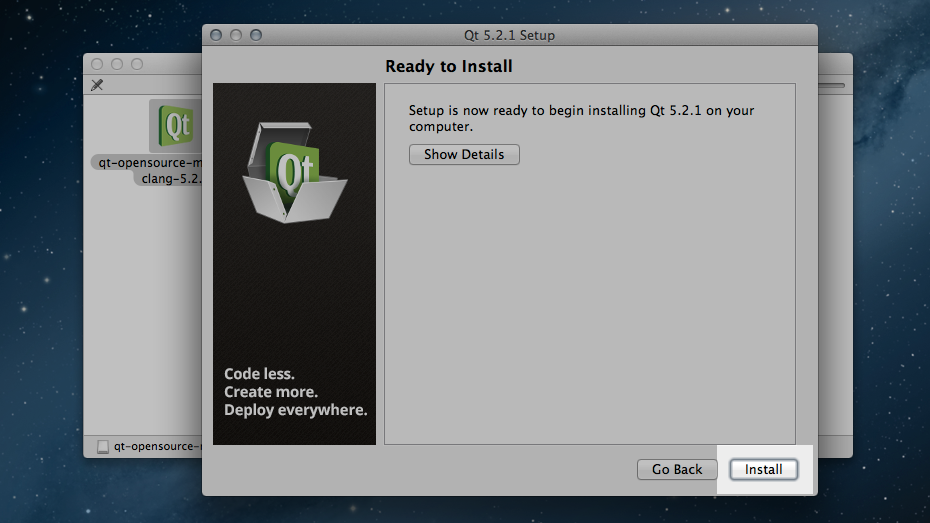 Qt 5.2.1 Setup
Ready to Install
Setup is now ready to begin installing Qt 5.2.1 on your
computer.
Show Details
Qt
qt-opensource-m
clang-5.2.
Qt
Code less.
Create more.
Deploy everywhere.
qt-opensource-
Go Back
Install